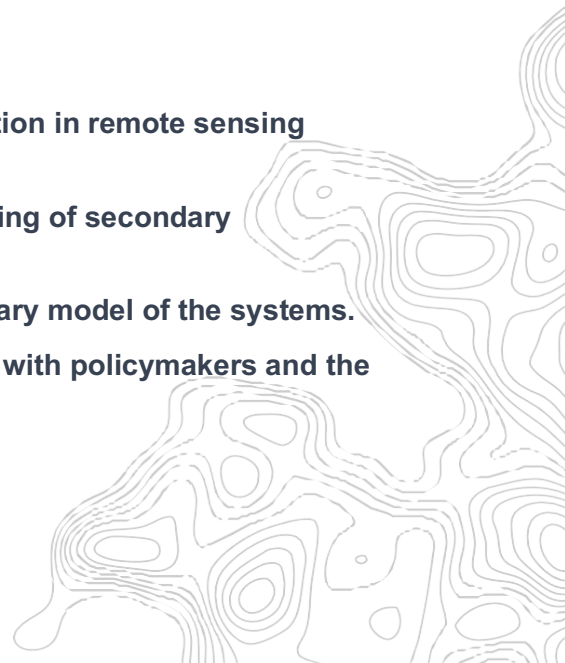 tion in remote sensing
ing of secondary
ary model of the systems.
with policymakers and the